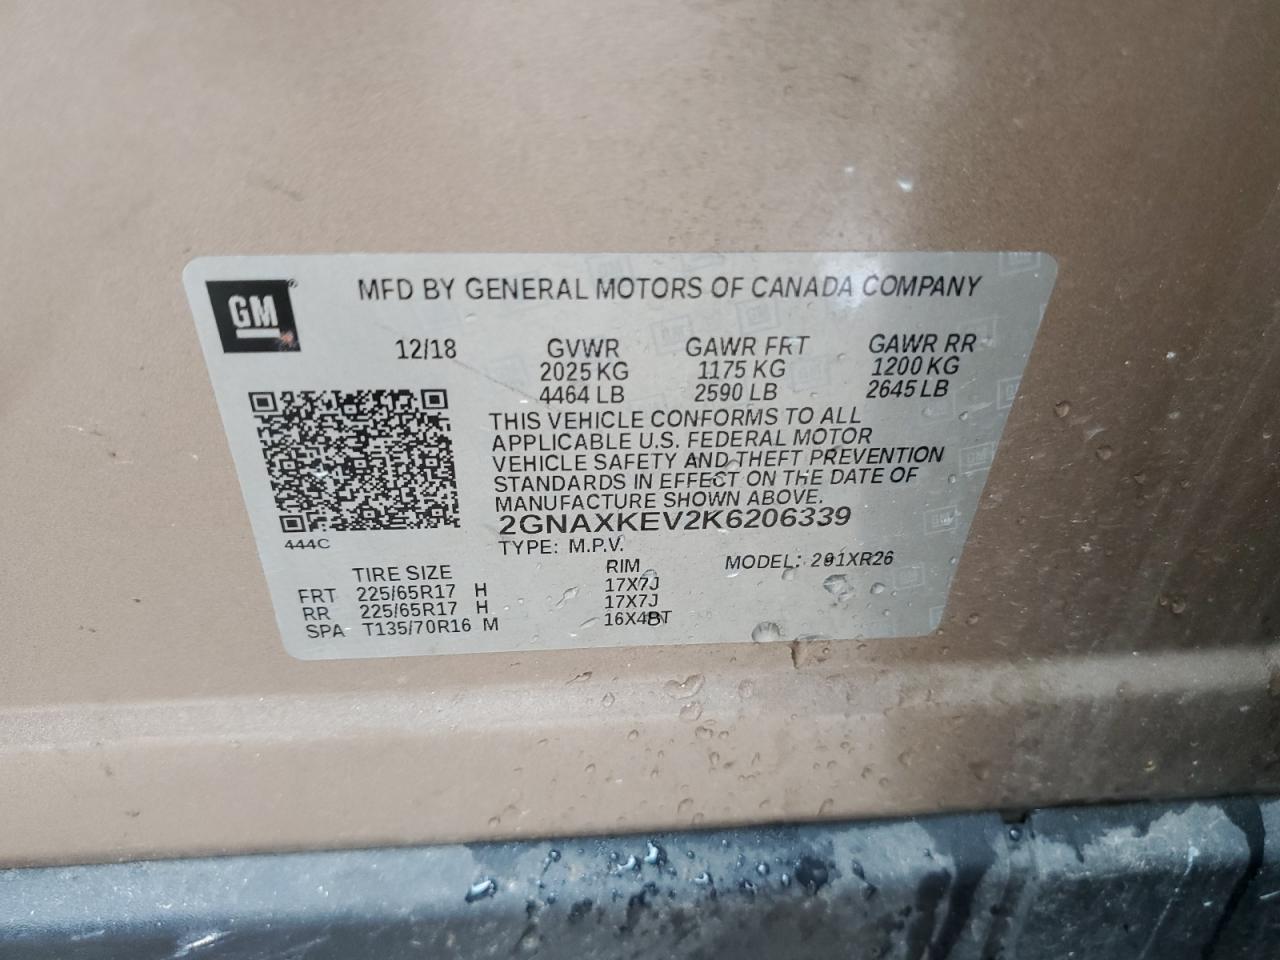 GM
MFD BY GENERAL MOTORS OF CANADA COMPANY
12/18 GVWR GAWR FRT GAWR RR
2025 KG 1175 KG 1200 KG
4464 LB 2590 LB 2645 LB
THIS VEHICLE CONFORMS TO ALL
APPLICABLE U.S. FEDERAL MOTOR
VEHICLE SAFETY AND THEFT PREVENTION
STANDARDS IN EFFECT ON THE DATE OF
MANUFACTURE SHOWN ABOVE.
2GNAXKEV2K6206339
444C
TYPE: M.P.V. MODEL: 291XR26
TIRE SIZE RIM
FRT 225/65R17 H 17X7J
RR 225/65R17 H 17X7J
SPA T135/70R16 M 16X4BT